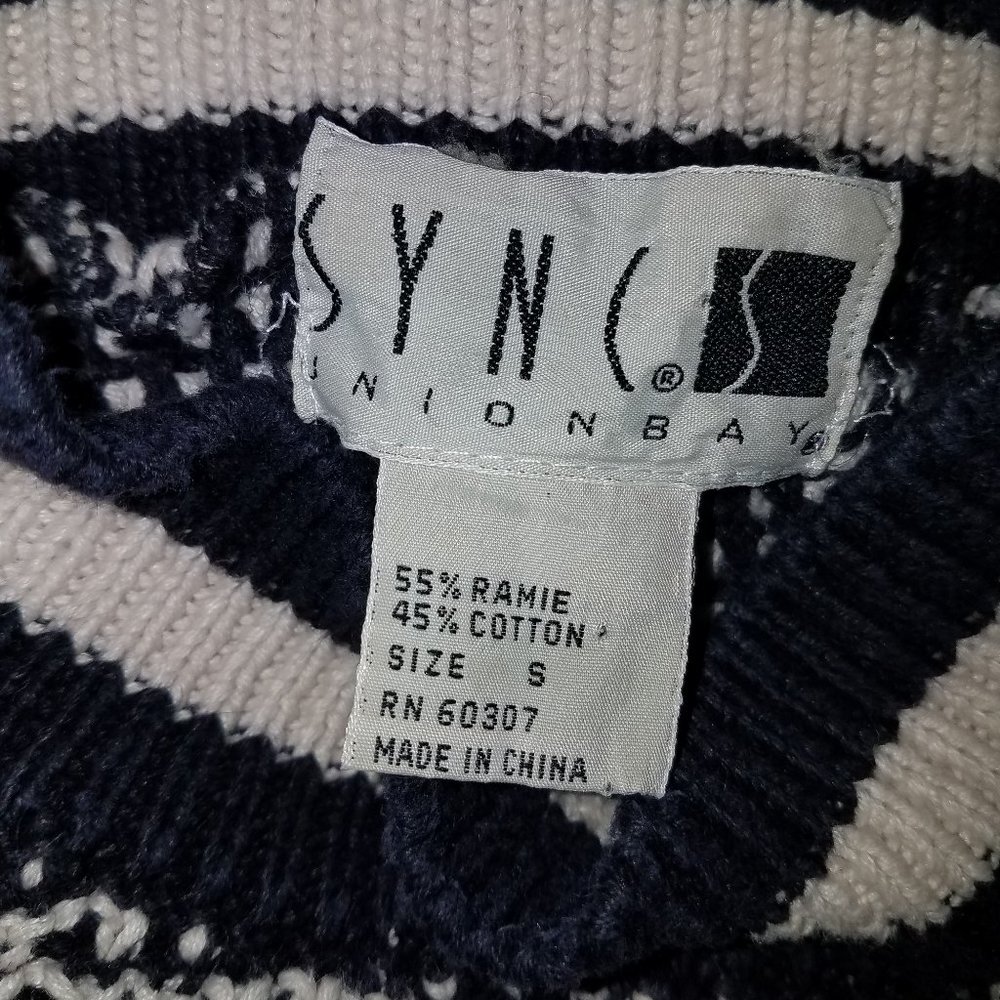 SYNC®
UNIONBAY®
55% RAMIE
45% COTTON
SIZE S
RN 60307
MADE IN CHINA